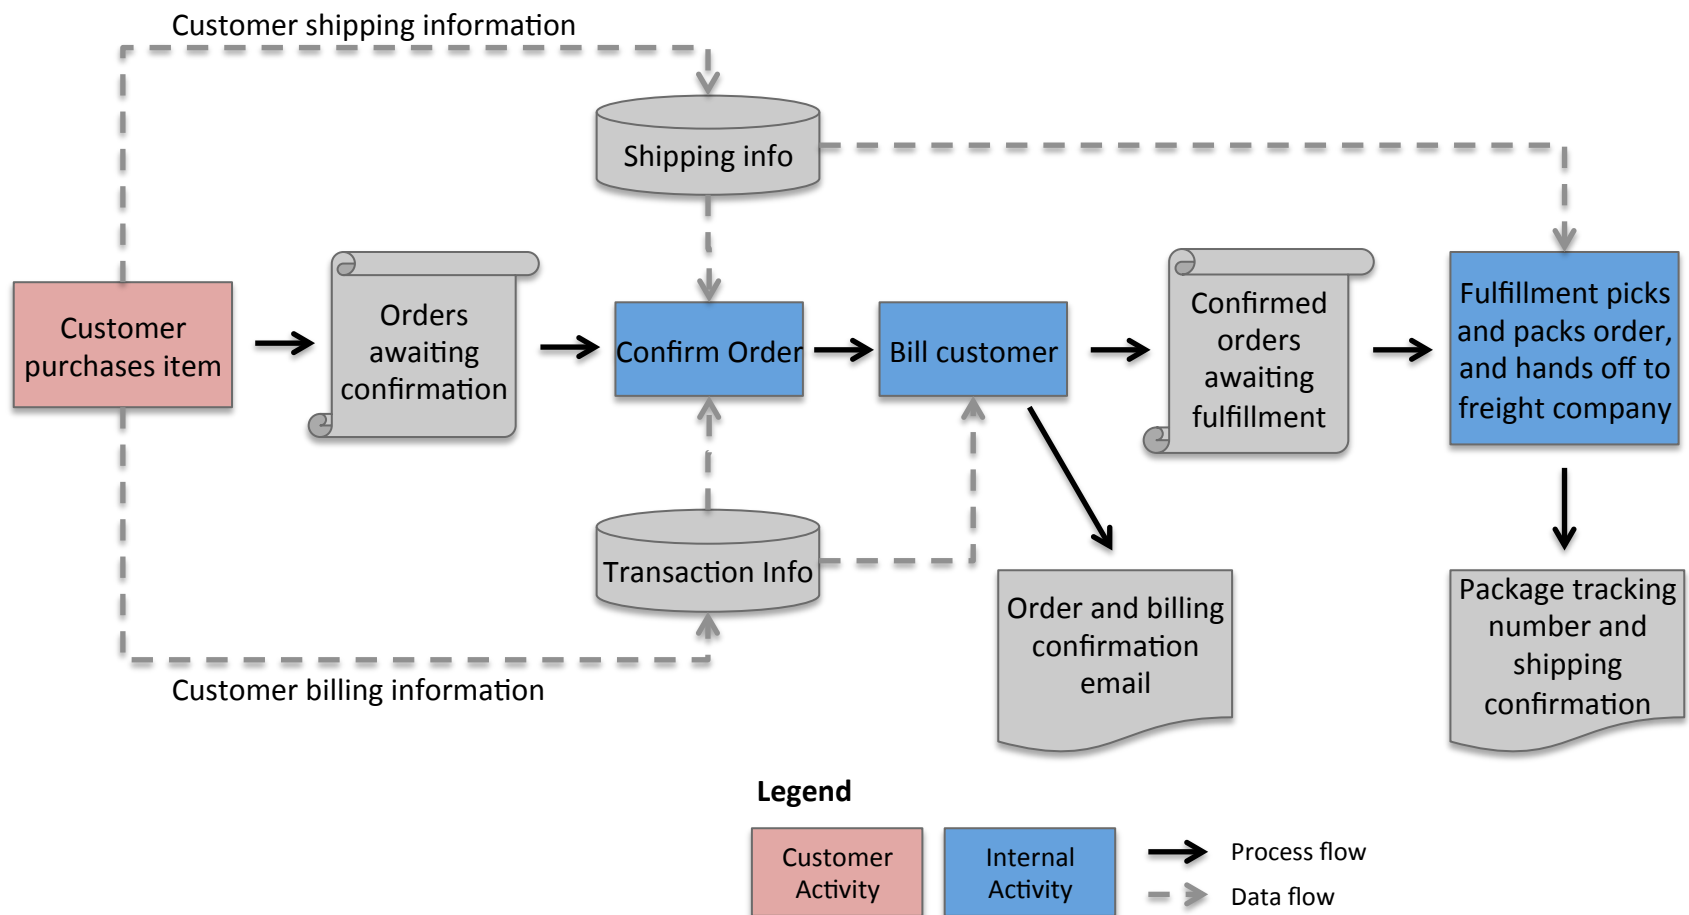 Customer shipping information
Shipping info
Customer
purchases item
Orders
awaiting
confirmation
Confirm Order
Bill customer
Confirmed
orders
awaiting
fulfillment
Fulfillment picks
and packs order,
and hands off to
freight company
Transaction Info
Customer billing information
Order and billing
confirmation
email
Package tracking
number and
shipping
confirmation
Legend
Customer
Activity
Internal
Activity
Process flow
Data flow